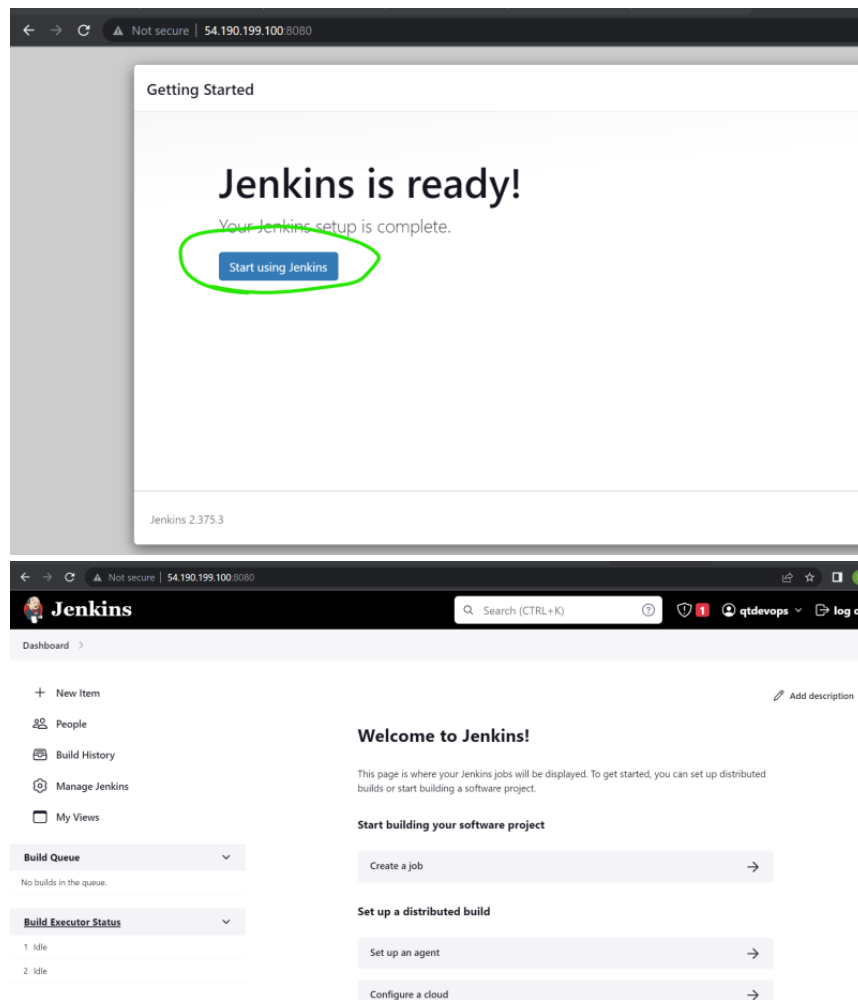 Not secure | 54.190.199.100:8080
Getting Started
Jenkins is ready!
Your Jenkins setup is complete.
Start using Jenkins
Jenkins 2.375.3
Not secure | 54.190.199.100:8080
Jenkins
Search (CTRL+K)
1
qtdevops
log
Dashboard
New Item
People
Build History
Manage Jenkins
My Views
Add description
Welcome to Jenkins!
This page is where your Jenkins jobs will be displayed. To get started, you can set up distributed
builds or start building a software project.
Start building your software project
Create a job
Set up a distributed build
Set up an agent
Configure a cloud
Build Queue
No builds in the queue.
Build Executor Status
1 Idle
2 Idle